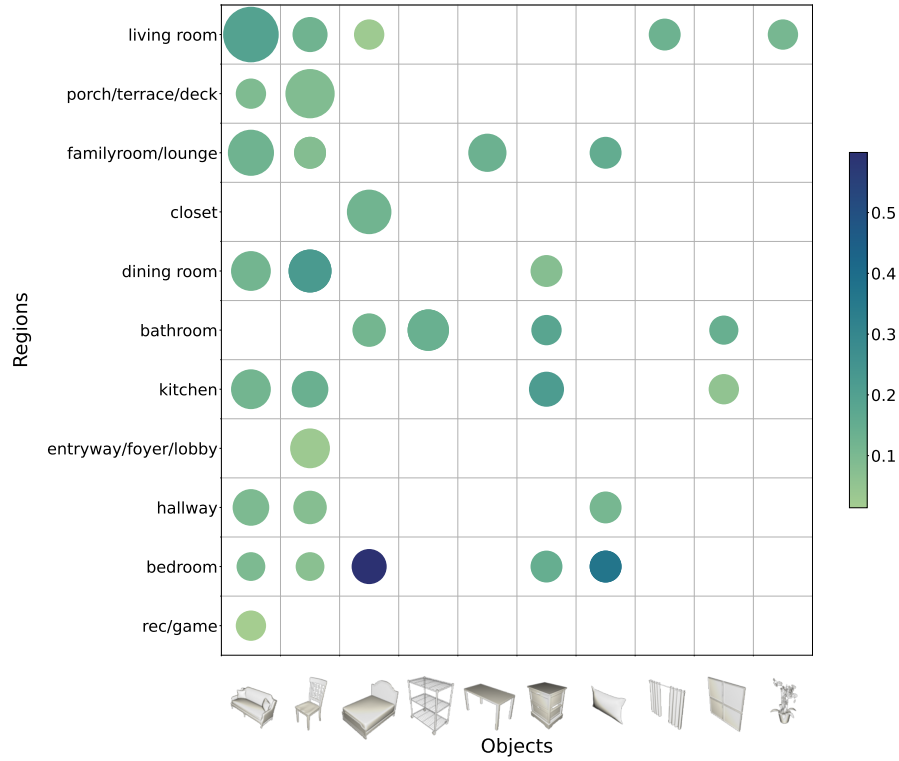 living room
porch/terrace/deck
familyroom/lounge
closet
dining room
bathroom
kitchen
entryway/foyer/lobby
hallway
bedroom
rec/game
Regions
Objects
0.5
0.4
0.3
0.2
0.1